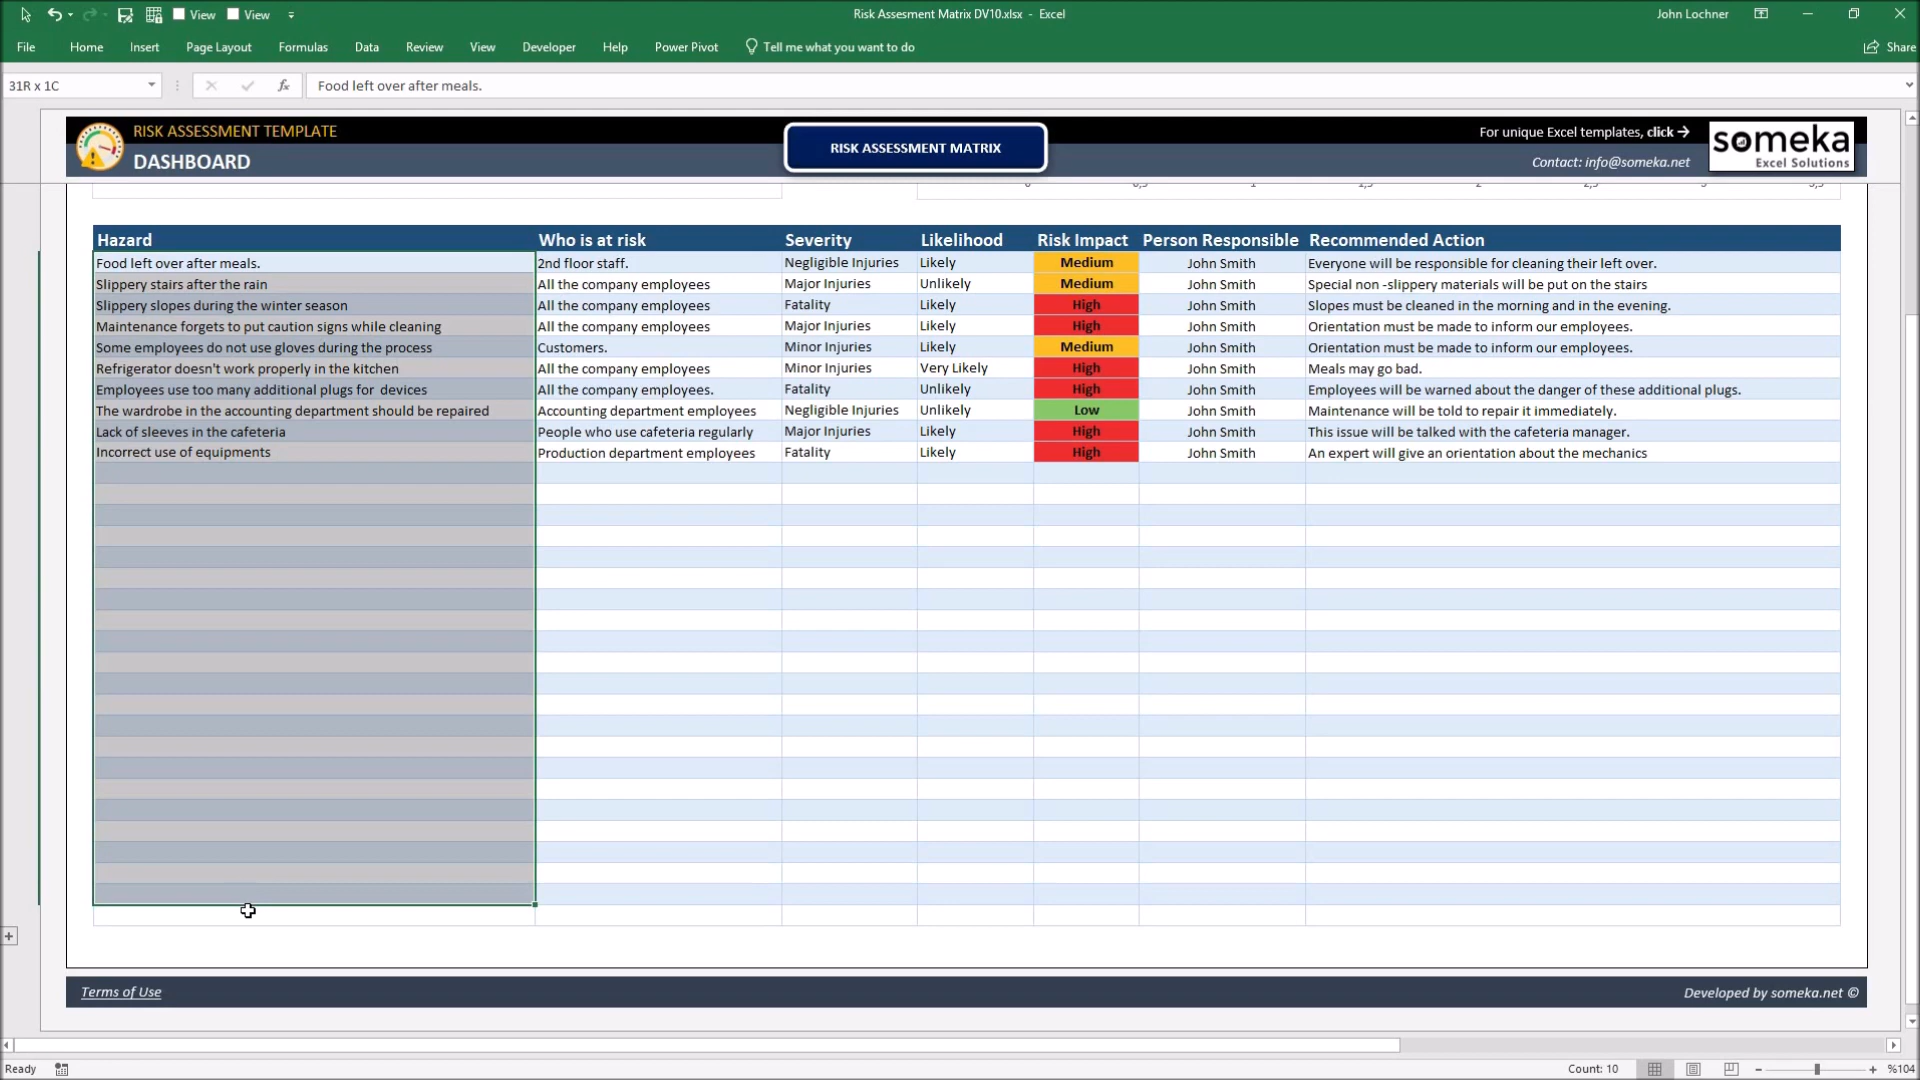 View View Risk Assesment Matrix DV10.xlsx - Excel John Lochner
File Home Insert Page Layout Formulas Data Review View Developer Help Power Pivot Tell me what you want to do Share
31R x 1C fx Food left over after meals.
RISK ASSESSMENT TEMPLATE
DASHBOARD
RISK ASSESSMENT MATRIX
For unique Excel templates, click →
Contact: info@someka.net
someka
Excel Solutions
Hazard Who is at risk Severity Likelihood Risk Impact Person Responsible Recommended Action
Food left over after meals. 2nd floor staff. Negligible Injuries Likely Medium John Smith Everyone will be responsible for cleaning their left over.
Slippery stairs after the rain All the company employees Major Injuries Unlikely Medium John Smith Special non -slippery materials will be put on the stairs
Slippery slopes during the winter season All the company employees Fatality Likely High John Smith Slopes must be cleaned in the morning and in the evening.
Maintenance forgets to put caution signs while cleaning All the company employees Major Injuries Likely High John Smith Orientation must be made to inform our employees.
Some employees do not use gloves during the process Customers. Minor Injuries Likely Medium John Smith Orientation must be made to inform our employees.
Refrigerator doesn't work properly in the kitchen All the company employees Minor Injuries Very Likely High John Smith Meals may go bad.
Employees use too many additional plugs for devices All the company employees. Fatality Unlikely High John Smith Employees will be warned about the danger of these additional plugs.
The wardrobe in the accounting department should be repaired Accounting department employees Negligible Injuries Unlikely Low John Smith Maintenance will be told to repair it immediately.
Lack of sleeves in the cafeteria People who use cafeteria regularly Major Injuries Likely High John Smith This issue will be talked with the cafeteria manager.
Incorrect use of equipments Production department employees Fatality Likely High John Smith An expert will give an orientation about the mechanics
Terms of Use Developed by someka.net ©
Ready Count: 10 %104